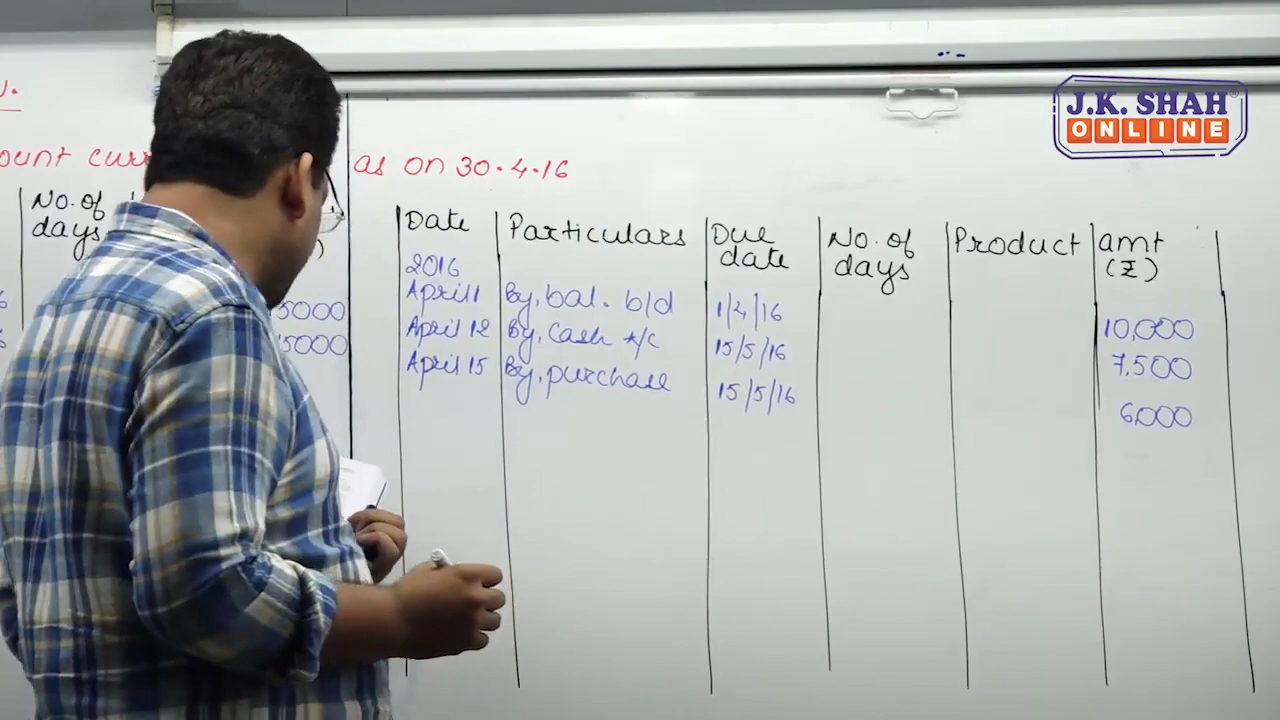 J.K. SHAH
ONLINE
ount curr as on 30.4.16
No. of
days
5000
5000
Date Particulars Due date No. of days Product amt (₹)
2016
April 1 By, bal. b/d 1/4/16 10,000
April 12 By, cash A/c 15/5/16 7,500
April 15 By, purchase 15/5/16 6,000